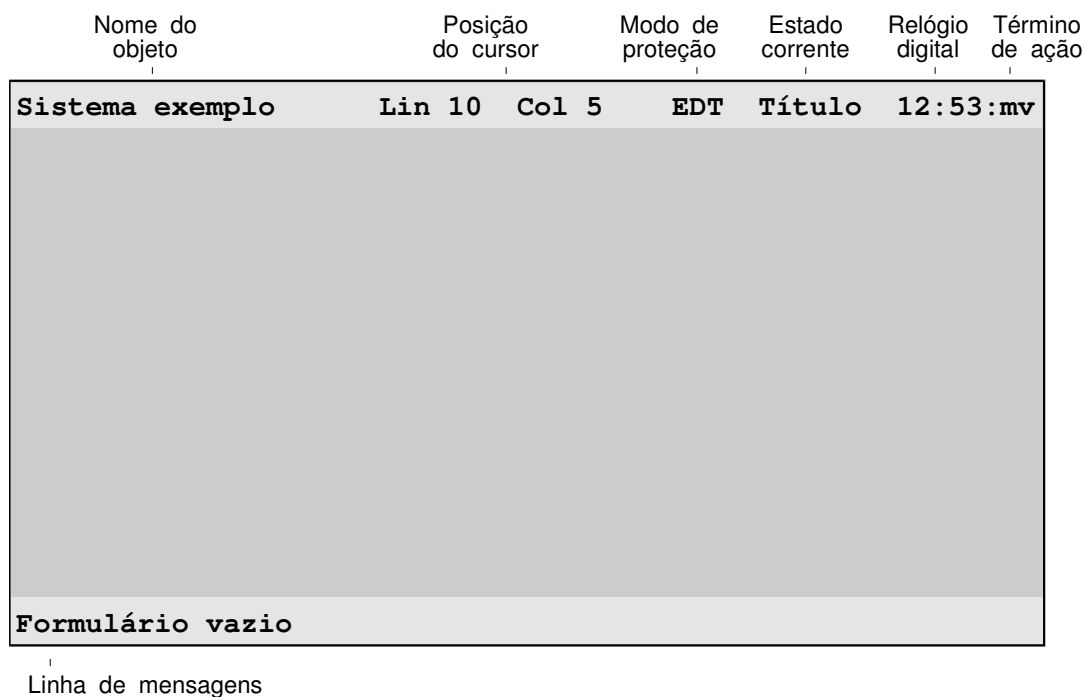 Nome do Posição Modo de Estado Relógio Término
objeto do cursor proteção corrente digital de ação
Sistema exemplo Lin 10 Col 5 EDT Título 12:53:mv
Formulário vazio
Linha de mensagens